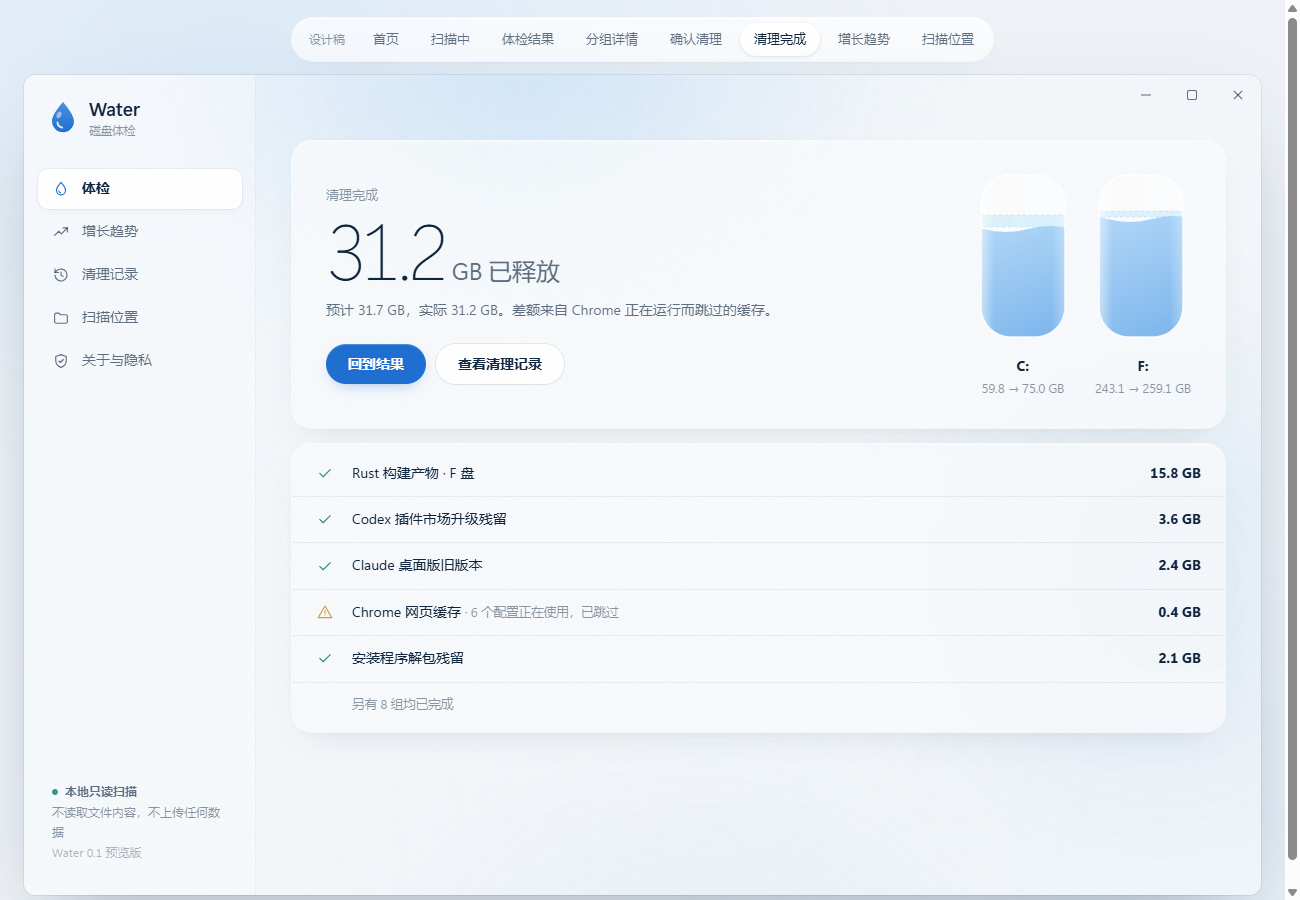 设计稿 首页 扫描中 体检结果 分组详情 确认清理 清理完成 增长趋势 扫描位置
Water
磁盘体检
体检
增长趋势
清理记录
扫描位置
关于与隐私
本地只读扫描
不读取文件内容，不上传任何数
据
Water 0.1 预览版
清理完成
31.2 GB 已释放
预计 31.7 GB，实际 31.2 GB。差额来自 Chrome 正在运行而跳过的缓存。
回到结果 查看清理记录
C: F:
59.8 → 75.0 GB 243.1 → 259.1 GB
Rust 构建产物 · F 盘 15.8 GB
Codex 插件市场升级残留 3.6 GB
Claude 桌面版旧版本 2.4 GB
Chrome 网页缓存 · 6 个配置正在使用，已跳过 0.4 GB
安装程序解包残留 2.1 GB
另有 8 组均已完成